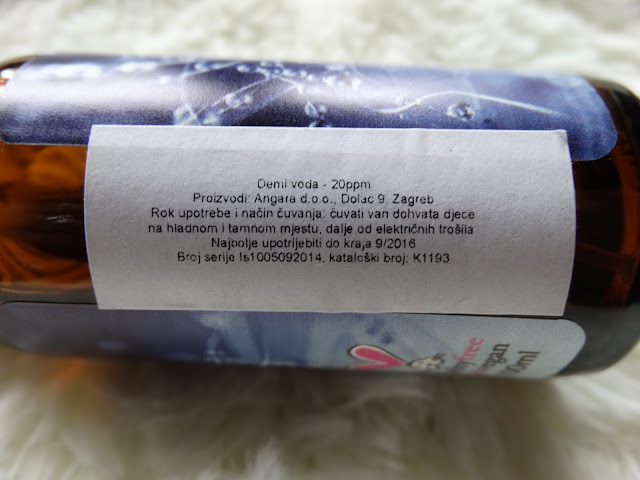 Demi voda - 20ppm
Proizvodi: Angara d.o.o., Dolac 9, Zagreb
Rok upotrebe i način čuvanja: čuvati van dohvata djece
na hladnom i tamnom mjestu, dalje od električnih trošila
Najbolje upotrijebiti do kraja 9/2016
Broj serije ls1005092014, kataloški broj: K1193
free